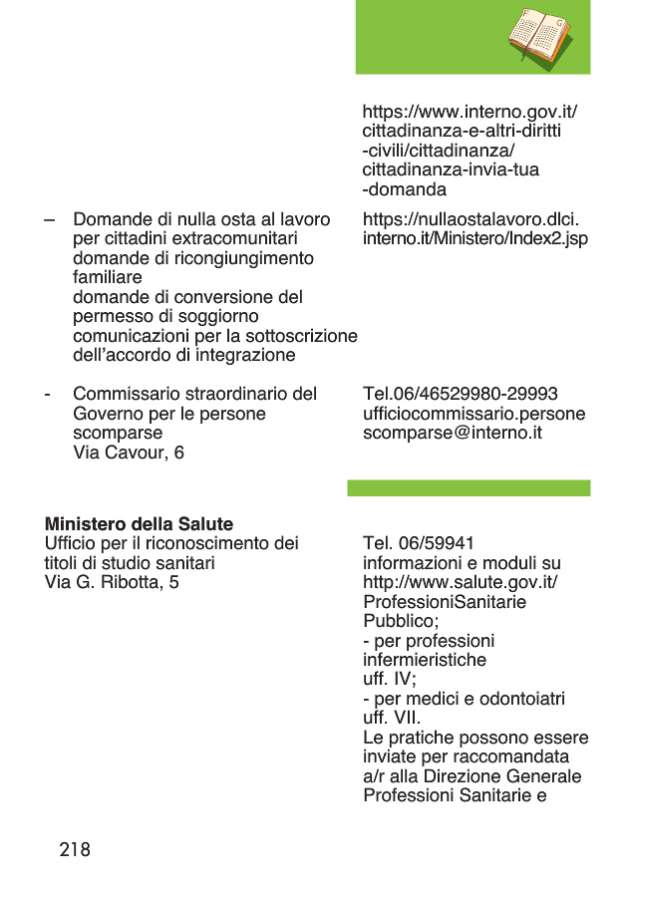 https://www.interno.gov.it/
cittadinanza-e-altri-diritti
-civili/cittadinanza/
cittadinanza-invia-tua
-domanda
– Domande di nulla osta al lavoro
per cittadini extracomunitari
domande di ricongiungimento
familiare
domande di conversione del
permesso di soggiorno
comunicazioni per la sottoscrizione
dell'accordo di integrazione
https://nullaostalavoro.dlci.
interno.it/Ministero/Index2.jsp
- Commissario straordinario del
Governo per le persone
scomparse
Via Cavour, 6
Tel.06/46529980-29993
ufficiocommissario.persone
scomparse@interno.it
Ministero della Salute
Ufficio per il riconoscimento dei
titoli di studio sanitari
Via G. Ribotta, 5
Tel. 06/59941
informazioni e moduli su
http://www.salute.gov.it/
ProfessioniSanitarie
Pubblico;
- per professioni
infermieristiche
uff. IV;
- per medici e odontoiatri
uff. VII.
Le pratiche possono essere
inviate per raccomandata
a/r alla Direzione Generale
Professioni Sanitarie e
218